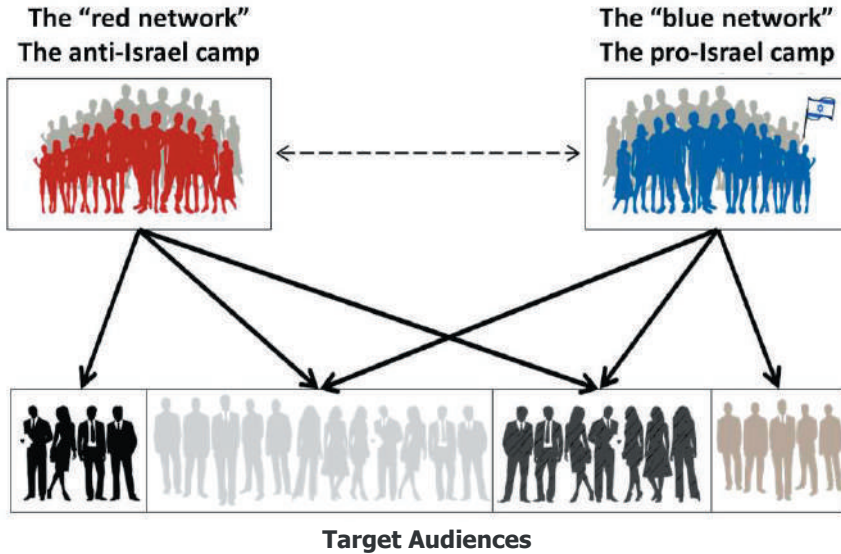 The “red network”
The anti-Israel camp
The “blue network”
The pro-Israel camp
Target Audiences